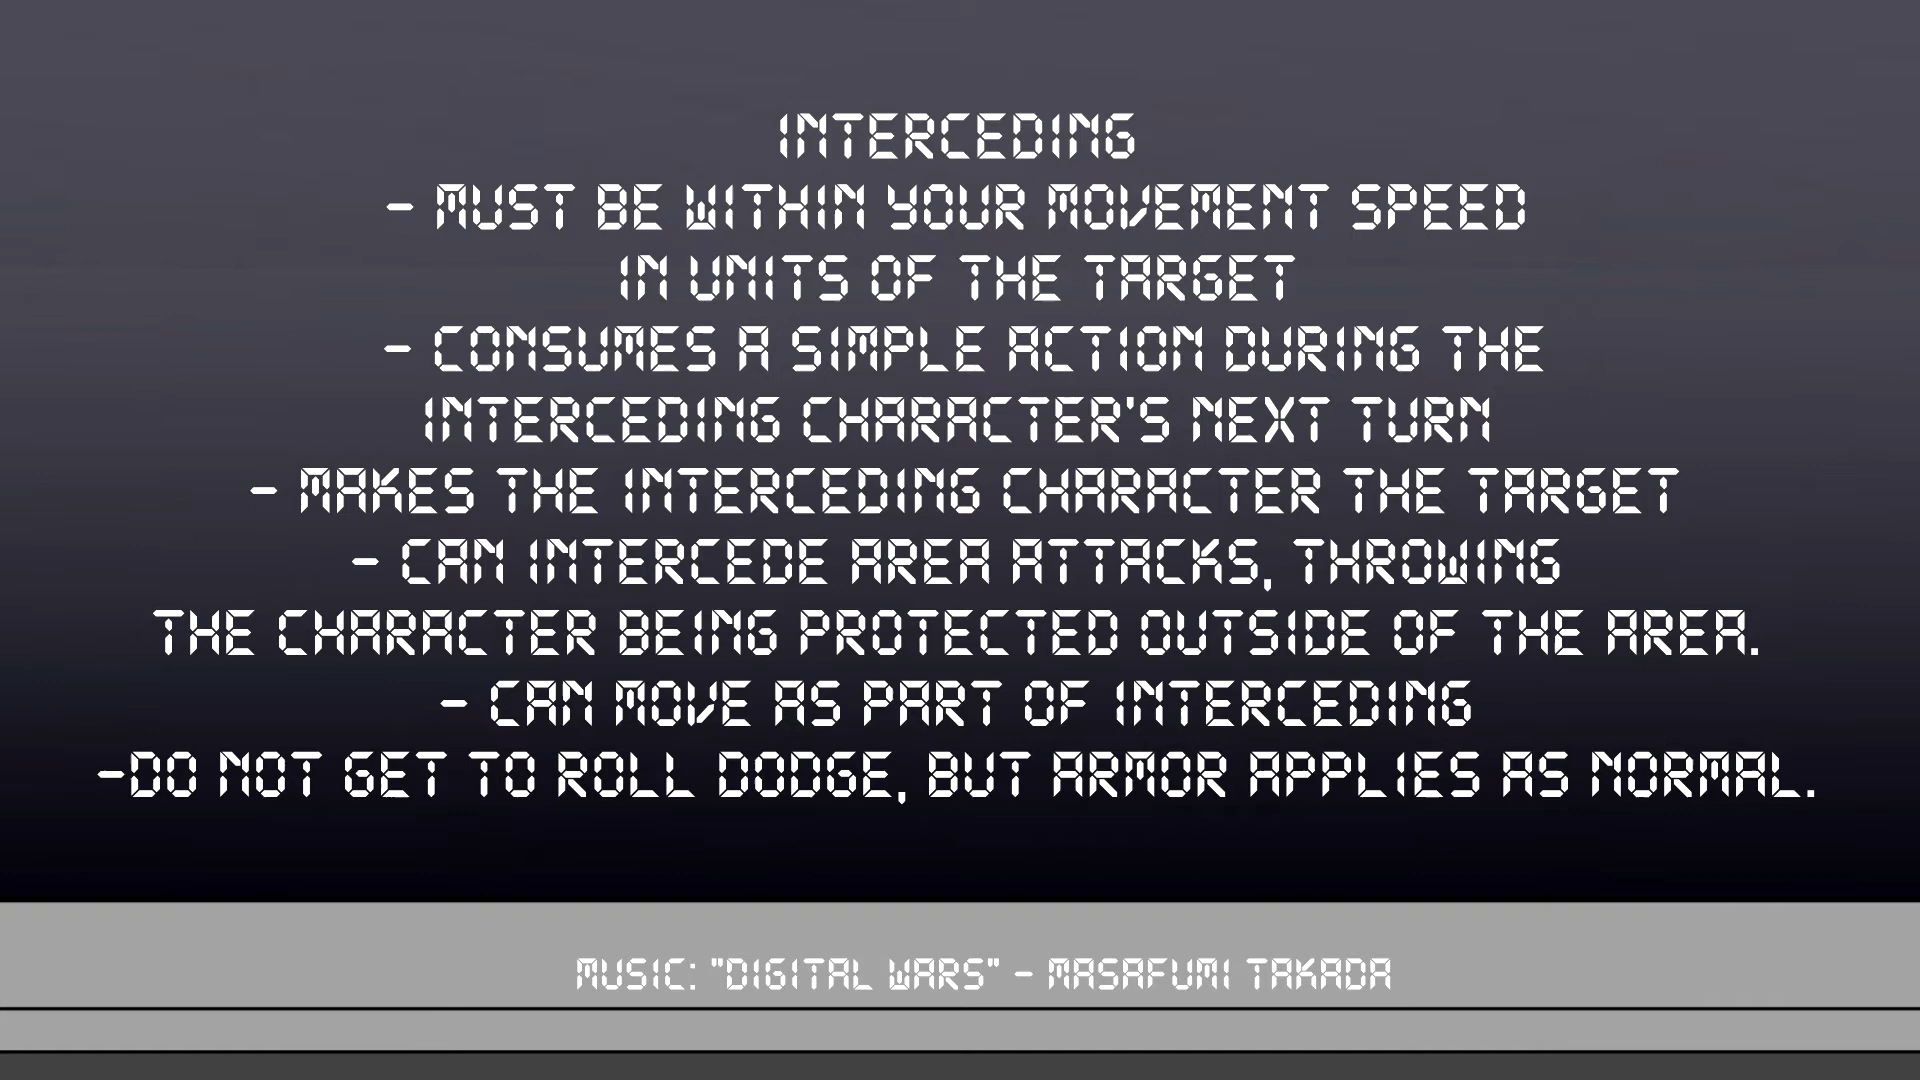 INTERCEDING
- MUST BE WITHIN YOUR MOVEMENT SPEED
IN UNITS OF THE TARGET
- CONSUMES A SIMPLE ACTION DURING THE
INTERCEDING CHARACTER'S NEXT TURN
- MAKES THE INTERCEDING CHARACTER THE TARGET
- CAN INTERCEDE AREA ATTACKS, THROWING
THE CHARACTER BEING PROTECTED OUTSIDE OF THE AREA.
- CAN MOVE AS PART OF INTERCEDING
-DO NOT GET TO ROLL DODGE, BUT ARMOR APPLIES AS NORMAL.
MUSIC: "DIGITAL WARS" - MASAFUMI TAKADA